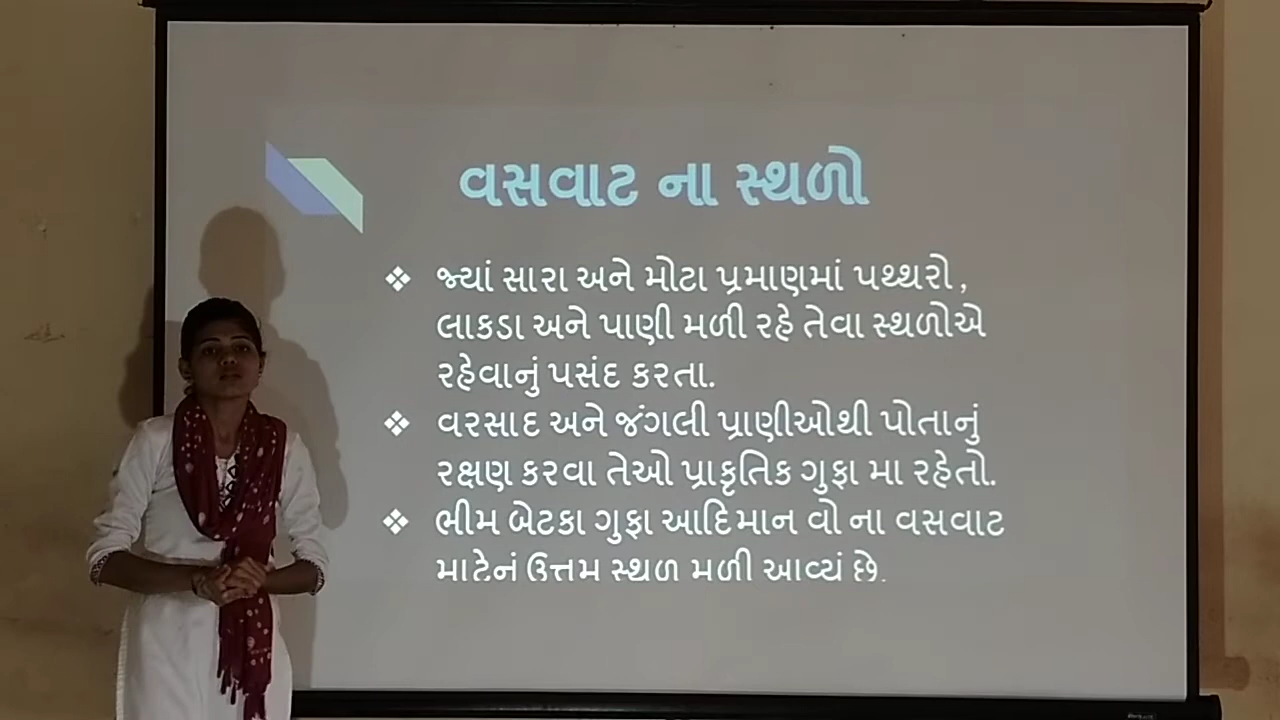 વસવાટ ના સ્થળો
❖ જ્યાં સારા અને મોટા પ્રમાણમાં પથ્થરો ,
લાકડા અને પાણી મળી રહે તેવા સ્થળોએ
રહેવાનું પસંદ કરતા.
❖ વરસાદ અને જંગલી પ્રાણીઓથી પોતાનું
રક્ષણ કરવા તેઓ પ્રાકૃતિક ગુફા મા રહેતો.
❖ ભીમ બેટકા ગુફા આદિમાન વો ના વસવાટ
માટેનું ઉત્તમ સ્થળ મળી આવ્યું છે.